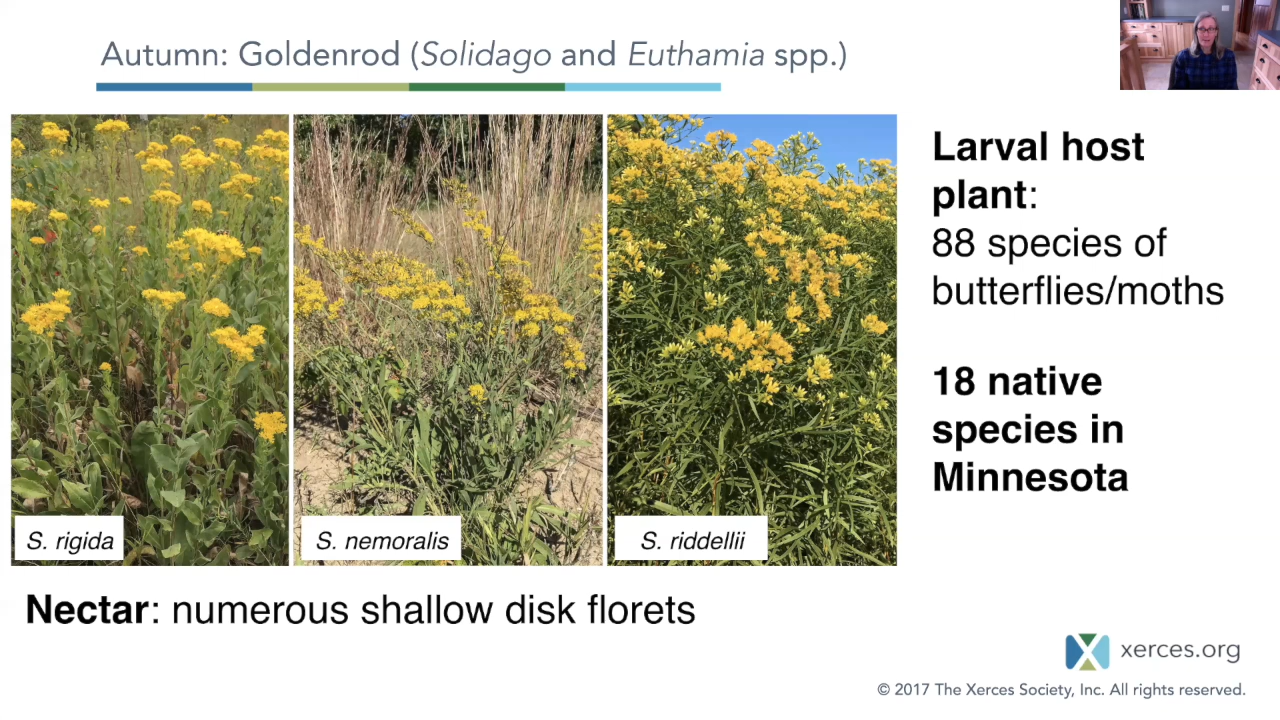 Autumn: Goldenrod (Solidago and Euthamia spp.)
Larval host
plant:
88 species of
butterflies/moths
18 native
species in
Minnesota
S. rigida
S. nemoralis
S. riddellii
Nectar: numerous shallow disk florets
xerces.org
© 2017 The Xerces Society, Inc. All rights reserved.